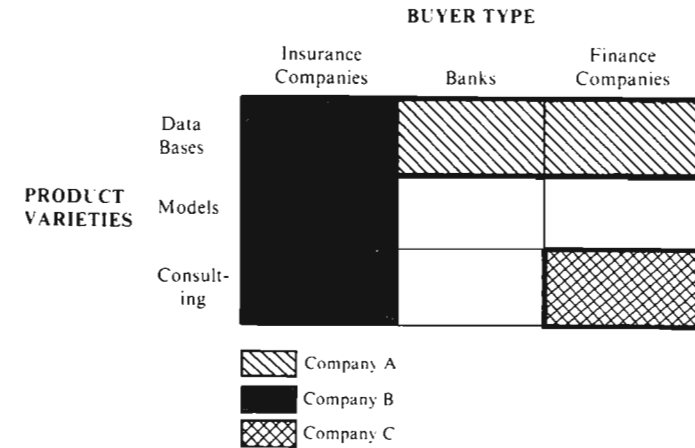 BUYER TYPE
Insurance
Companies
Banks
Finance
Companies
Data
Bases
PRODUCT
VARIETIES
Models
Consult-
ing
Company A
Company B
Company C